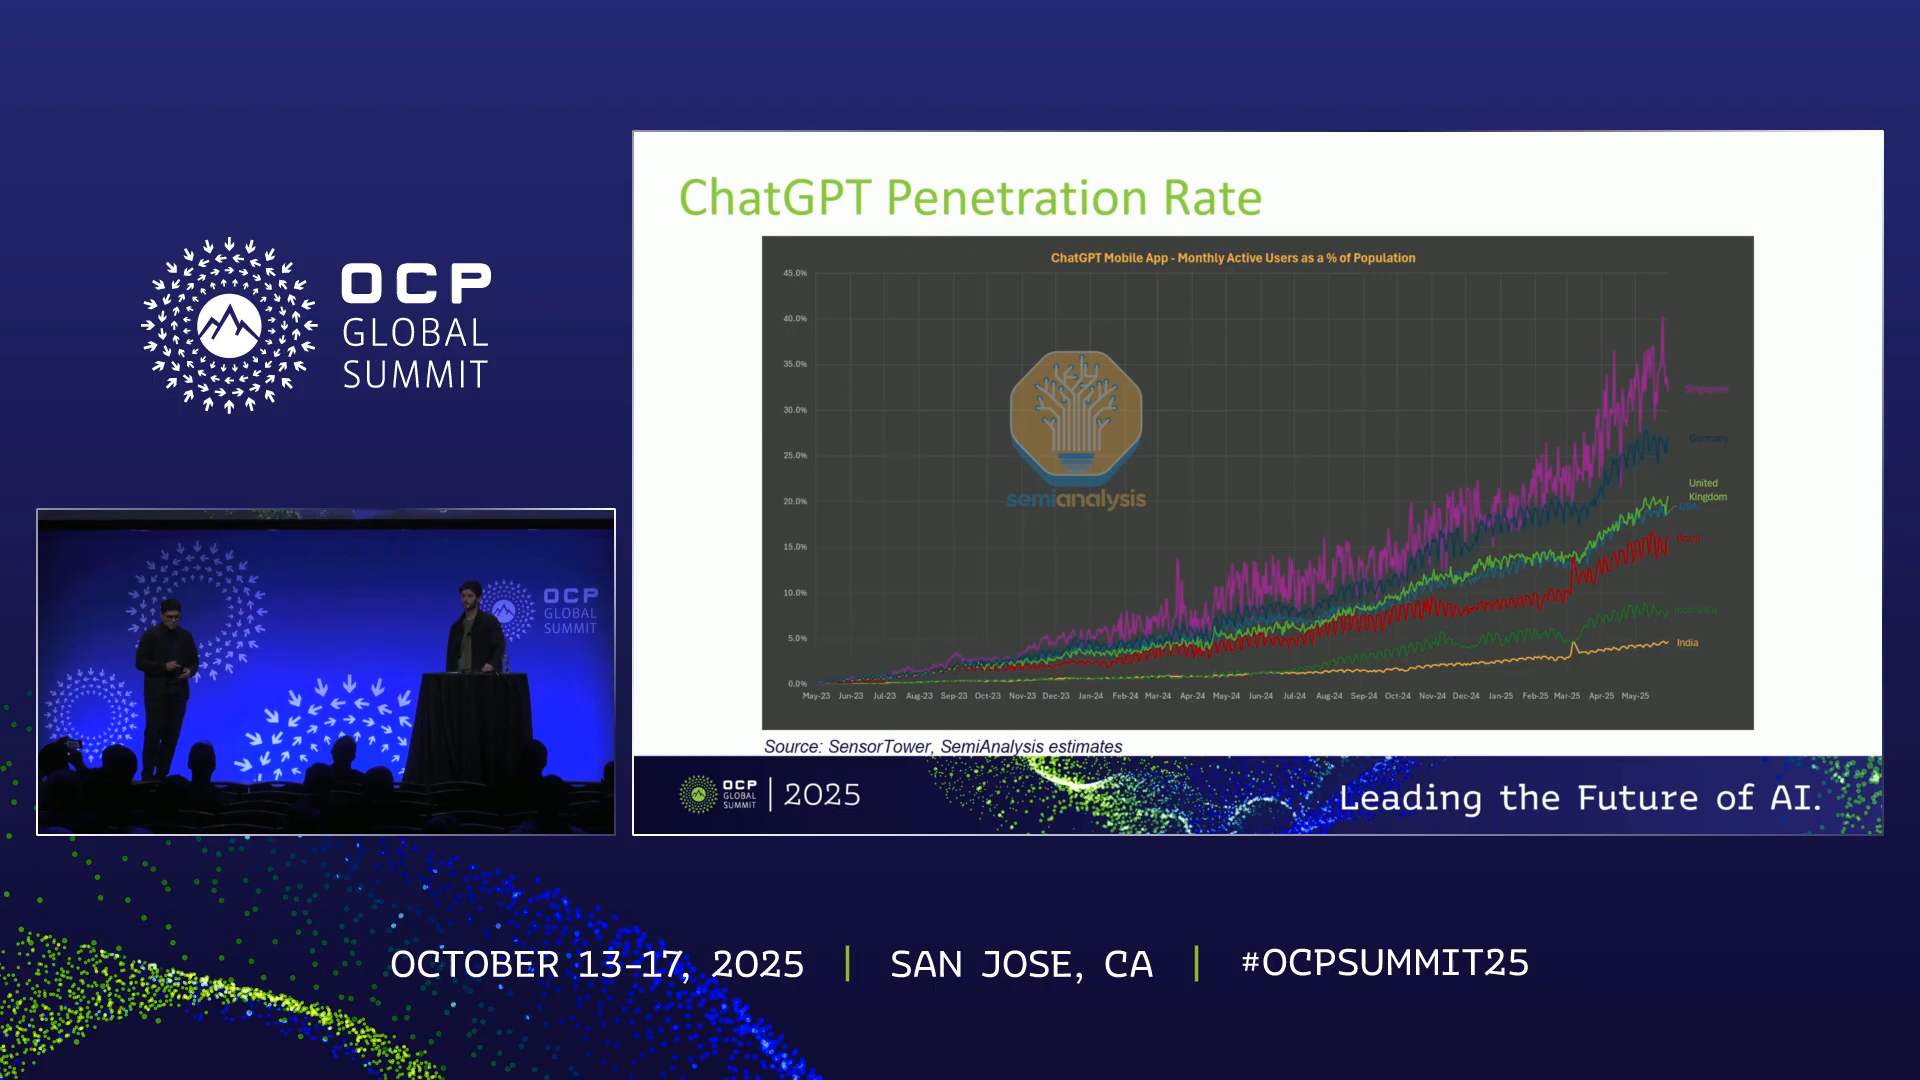 OCP
GLOBAL
SUMMIT
OCP
GLOBAL
SUMMIT
ChatGPT Penetration Rate
ChatGPT Mobile App - Monthly Active Users as a % of Population
45.0%
40.0%
35.0%
30.0%
25.0%
20.0%
15.0%
10.0%
5.0%
0.0%
semianalysis
Singapore
Germany
United
Kingdom
USA
Brazil
Indonesia
India
May-23 Jun-23 Jul-23 Aug-23 Sep-23 Oct-23 Nov-23 Dec-23 Jan-24 Feb-24 Mar-24 Apr-24 May-24 Jun-24 Jul-24 Aug-24 Sep-24 Oct-24 Nov-24 Dec-24 Jan-25 Feb-25 Mar-25 Apr-25 May-25
Source: SensorTower, SemiAnalysis estimates
OCP
GLOBAL
SUMMIT
2025
Leading the Future of AI.
OCTOBER 13-17, 2025 | SAN JOSE, CA | #OCPSUMMIT25